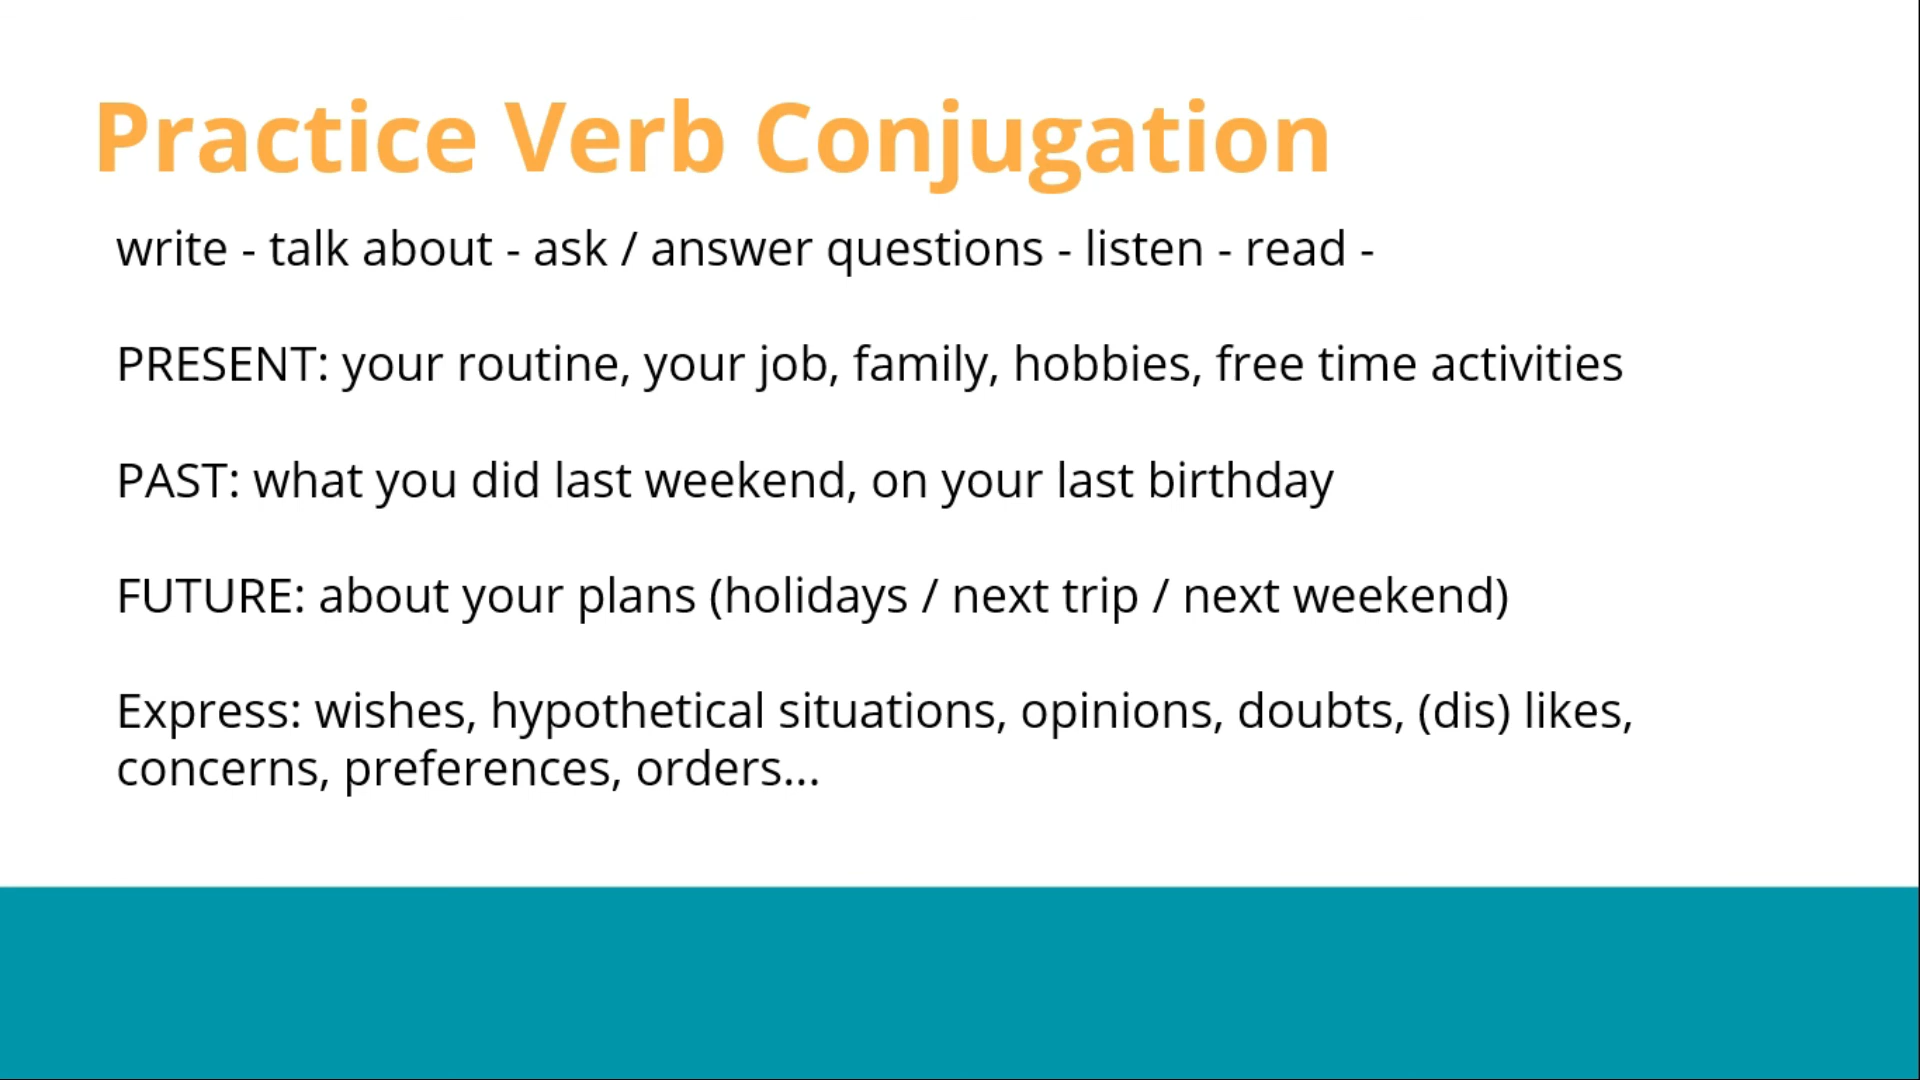 Practice Verb Conjugation
write - talk about - ask / answer questions - listen - read -
PRESENT: your routine, your job, family, hobbies, free time activities
PAST: what you did last weekend, on your last birthday
FUTURE: about your plans (holidays / next trip / next weekend)
Express: wishes, hypothetical situations, opinions, doubts, (dis) likes,
concerns, preferences, orders...